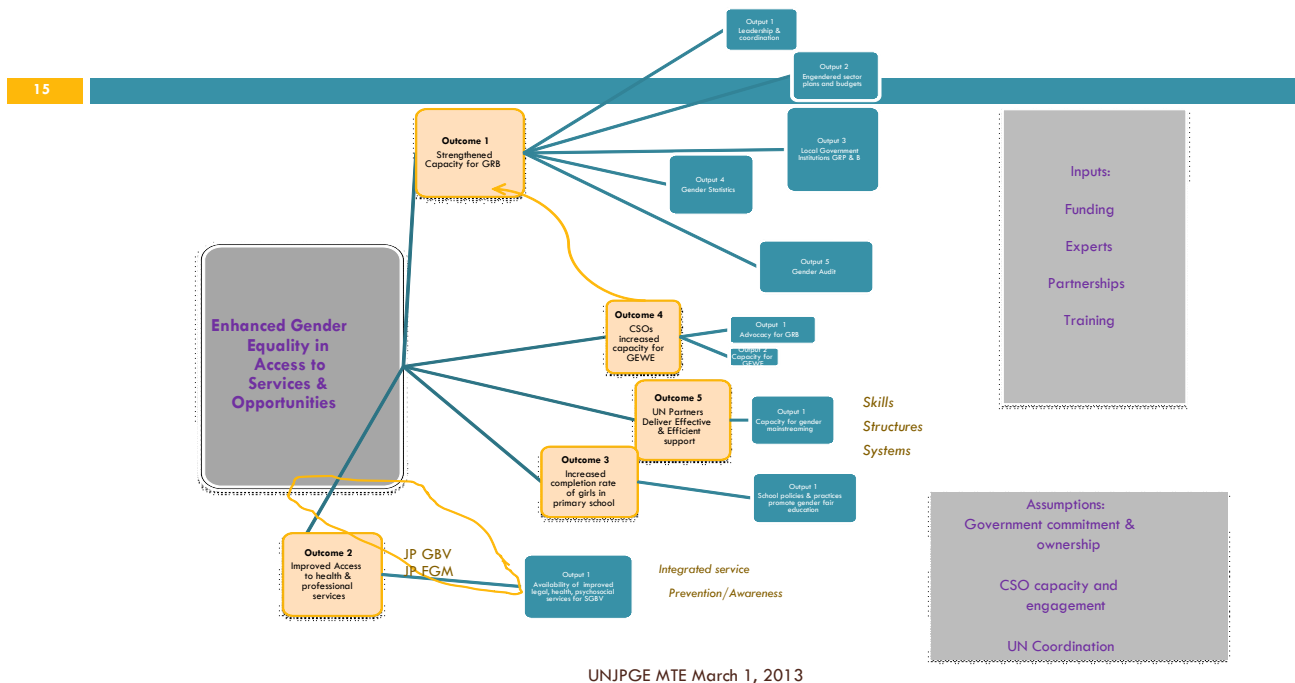 15
Output 1
Leadership &
coordination
Output 2
Engendered sector
plans and budgets
Outcome 1
Strengthened
Capacity for GRB
Output 3
Local Government
Institutions GRP & B
Output 4
Gender Statistics
Output 5
Gender Audit
Inputs:
Funding
Experts
Partnerships
Training
Enhanced Gender
Equality in
Access to
Services &
Opportunities
Outcome 4
CSOs
increased
capacity for
GEWE
Output 1
Advocacy for GRB
Output 2
Capacity for
GEWE
Outcome 5
UN Partners
Deliver Effective
& Efficient
support
Output 1
Capacity for gender
mainstreaming
Skills
Structures
Systems
Outcome 3
Increased
completion rate
of girls in
primary school
Output 1
School policies & practices
promote gender fair
education
Assumptions:
Government commitment &
ownership
CSO capacity and
engagement
UN Coordination
Outcome 2
Improved Access
to health &
professional
services
JP GBV
JP FGM
Output 1
Availability of improved
legal, health, psychosocial
services for SGBV
Integrated service
Prevention/Awareness
UNJPGE MTE March 1, 2013